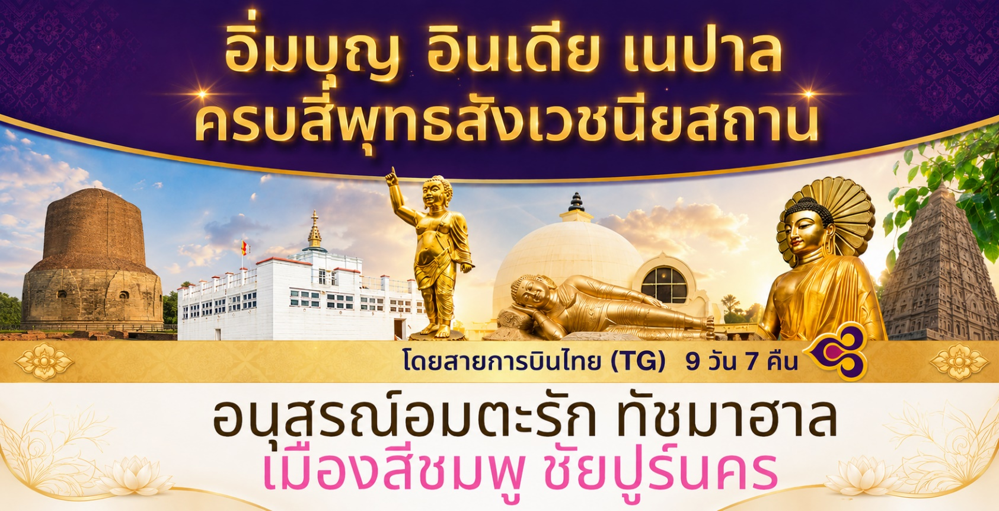 อิ่มบุญ อินเดีย เนปาล
ครบสี่พุทธสังเวชนียสถาน
โดยสายการบินไทย (TG) 9 วัน 7 คืน
อนุสรณ์อมตะรัก ทัชมาฮาล
เมืองสีชมพู ชัยปูร์นคร